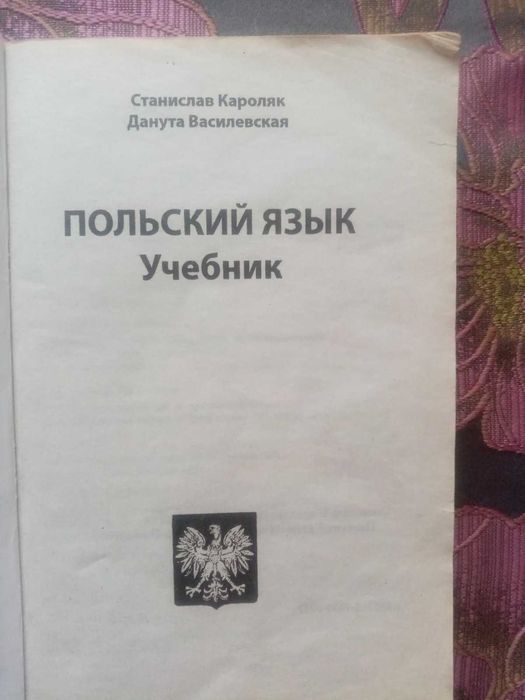 Станислав Кароляк
Данута Василевская
ПОЛЬСКИЙ ЯЗЫК
Учебник